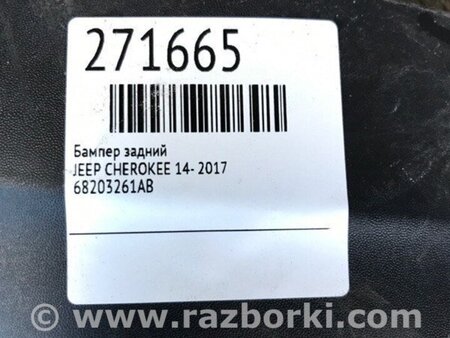 271665
Бампер задний
JEEP CHEROKEE 14- 2017
68203261AB
© www.razborki.com